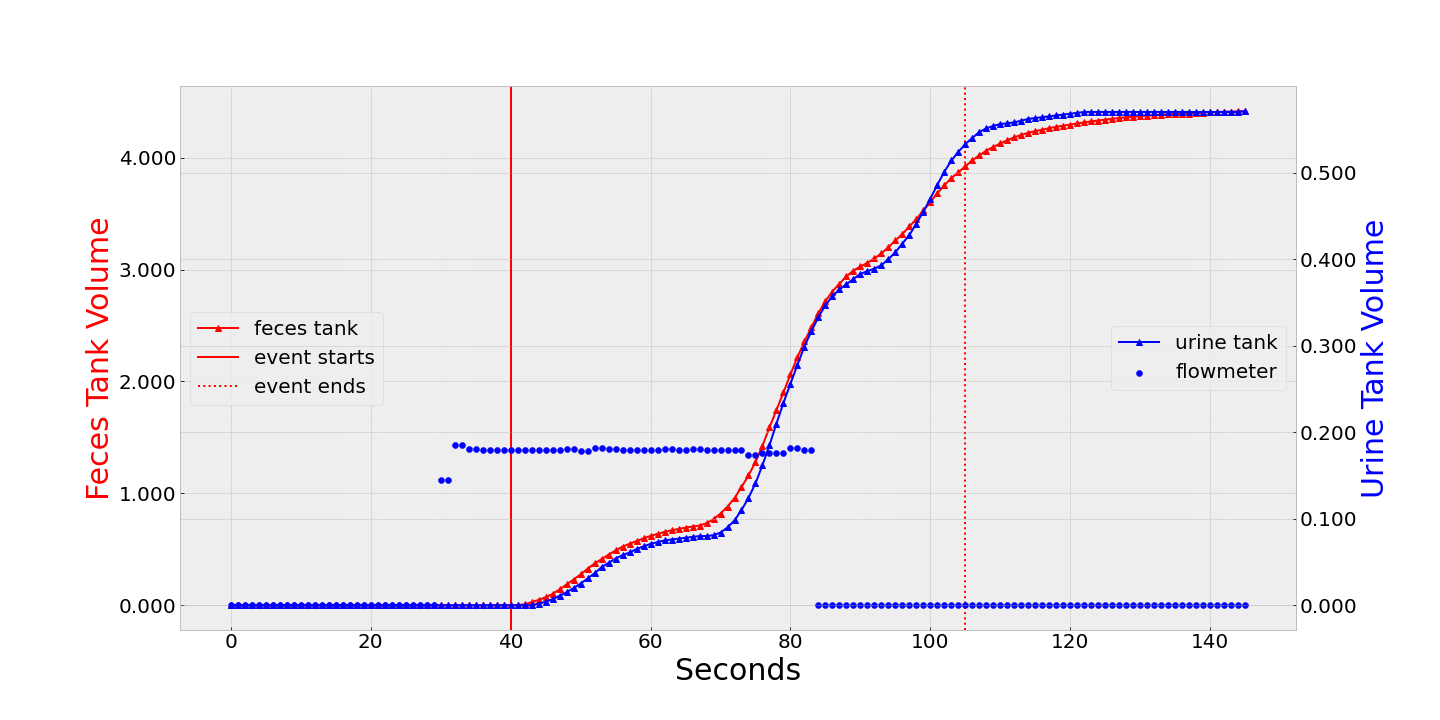 Feces Tank Volume
4.000
3.000
2.000
1.000
0.000
feces tank
event starts
event ends
urine tank
flowmeter
0.500
0.400
0.300
0.200
0.100
0.000
Urine Tank Volume
0 20 40 60 80 100 120 140
Seconds